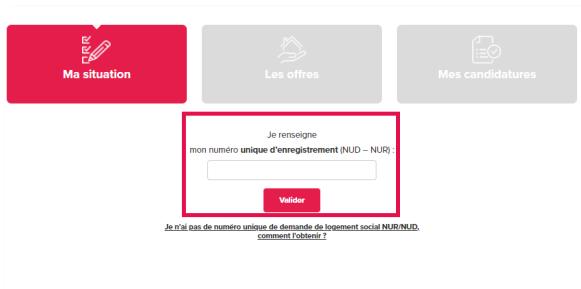 Ma situation
Les offres
Mes candidatures
Je renseigne
mon numéro unique d'enregistrement (NUD – NUR) :
Valider
Je n'ai pas de numéro unique de demande de logement social NUR/NUD,
comment l'obtenir ?